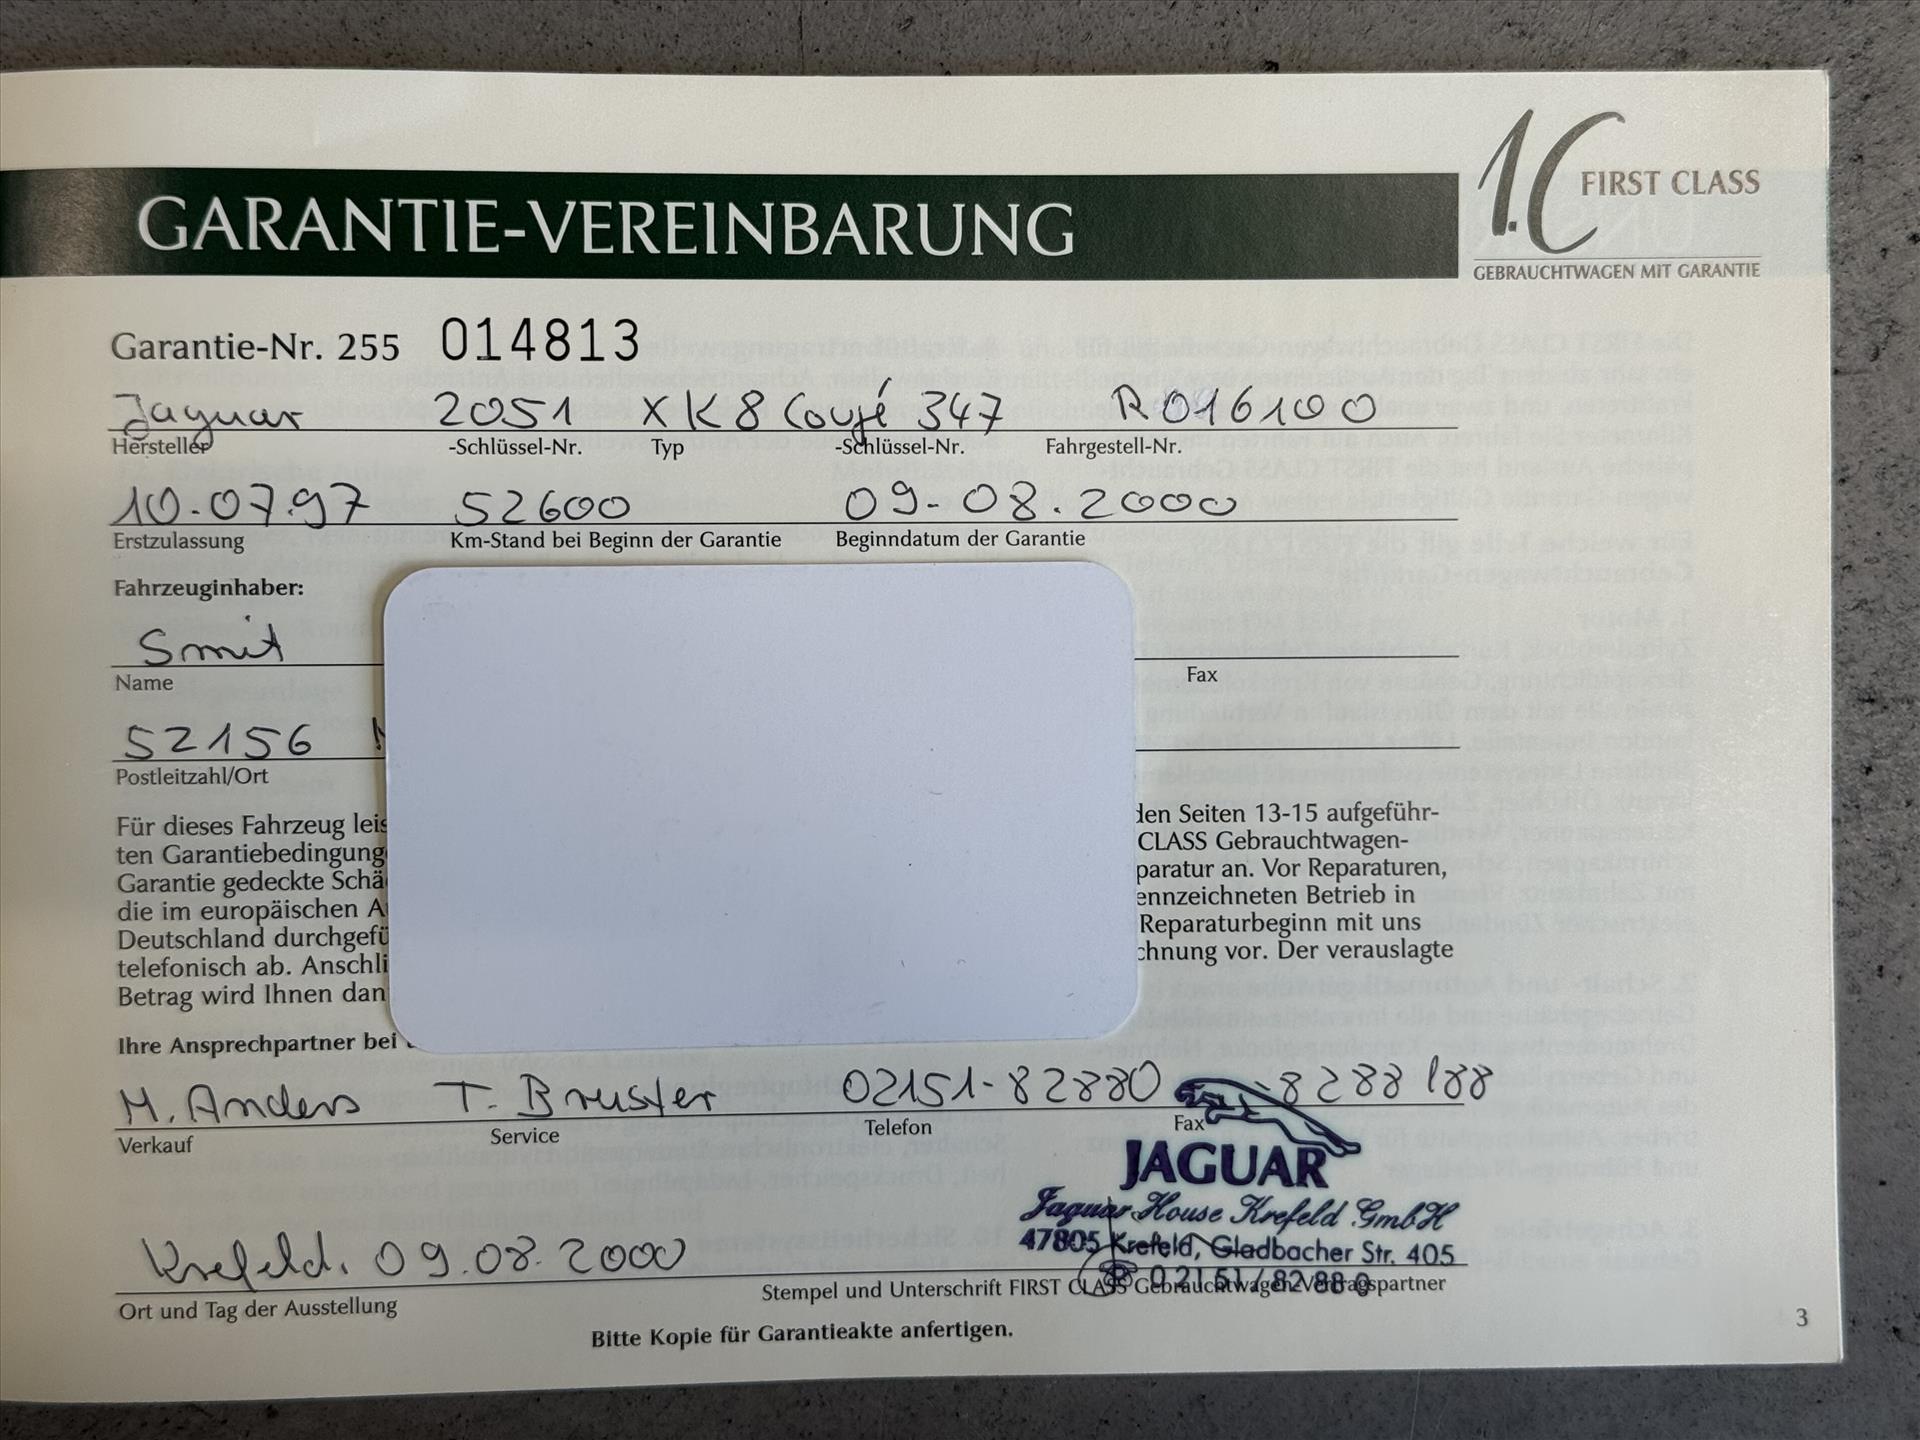 1.C FIRST CLASS
GEBRAUCHTWAGEN MIT GARANTIE
GARANTIE-VEREINBARUNG
Garantie-Nr. 255 014813
Jaguar 2051 XK8 Coupé 347 R016100
Hersteller -Schlüssel-Nr. Typ -Schlüssel-Nr. Fahrgestell-Nr.
10.07.97 52600 09-08.2000
Erstzulassung Km-Stand bei Beginn der Garantie Beginndatum der Garantie
Fahrzeuginhaber:
Smit
Name Fax
52156
Postleitzahl/Ort
Für dieses Fahrzeug leis den Seiten 13-15 aufgeführ-
ten Garantiebedingung CLASS Gebrauchtwagen-
Garantie gedeckte Schä paratur an. Vor Reparaturen,
die im europäischen A ennzeichneten Betrieb in
Deutschland durchgefü Reparaturbeginn mit uns
telefonisch ab. Anschli chnung vor. Der verauslagte
Betrag wird Ihnen dan
Ihre Ansprechpartner bei
M. Anders T. Breuster 02151-82880 -8288188
Verkauf Service Telefon Fax
JAGUAR
Jaguar House Krefeld GmbH
47805 Krefeld, Gladbacher Str. 405
02151/82880
Krefeld, 09.08.2000
Ort und Tag der Ausstellung Stempel und Unterschrift FIRST CLASS Gebrauchtwagen-Vertragspartner
Bitte Kopie für Garantieakte anfertigen.
3